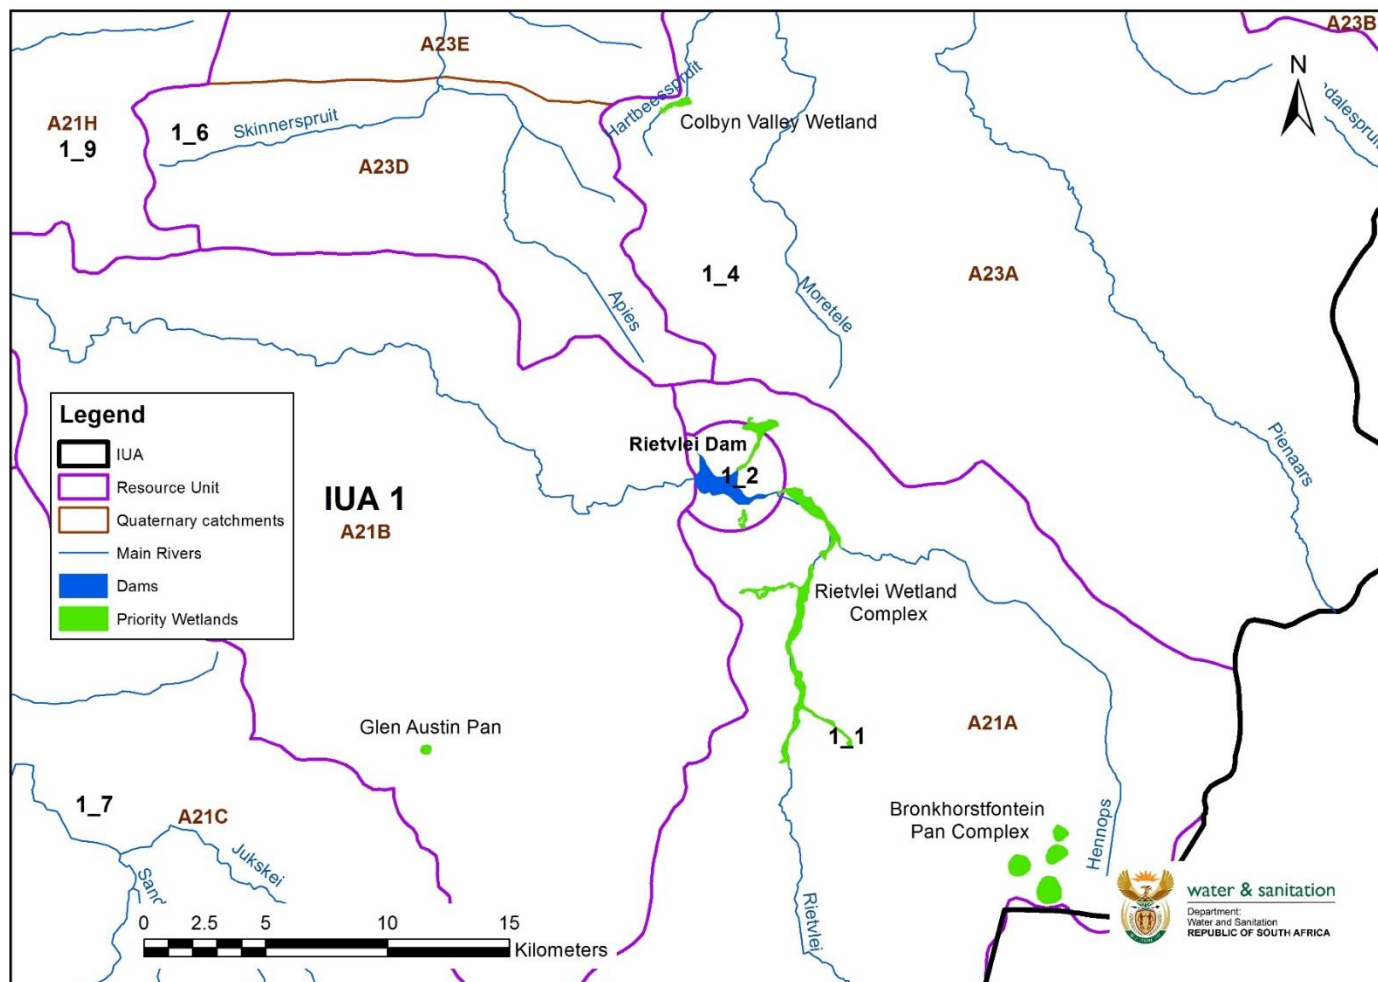 A23B
A23E
N
Hartbeesspruit
dalespruit
A21H
1_9
1_6
Skinnerspruit
Colbyn Valley Wetland
A23D
1_4
A23A
Apies
Moretele
Legend
IUA
Resource Unit
Quaternary catchments
Main Rivers
Dams
Priority Wetlands
IUA 1
A21B
Rietvlei Dam
1_2
Pienaars
Rietvlei Wetland
Complex
Glen Austin Pan
A21A
1_1
1_7
A21C
Jukskei
Sand
Bronkhorstfontein
Pan Complex
Hennops
Rietvlei
0 2.5 5 10 15
Kilometers
water & sanitation
Department:
Water and Sanitation
REPUBLIC OF SOUTH AFRICA